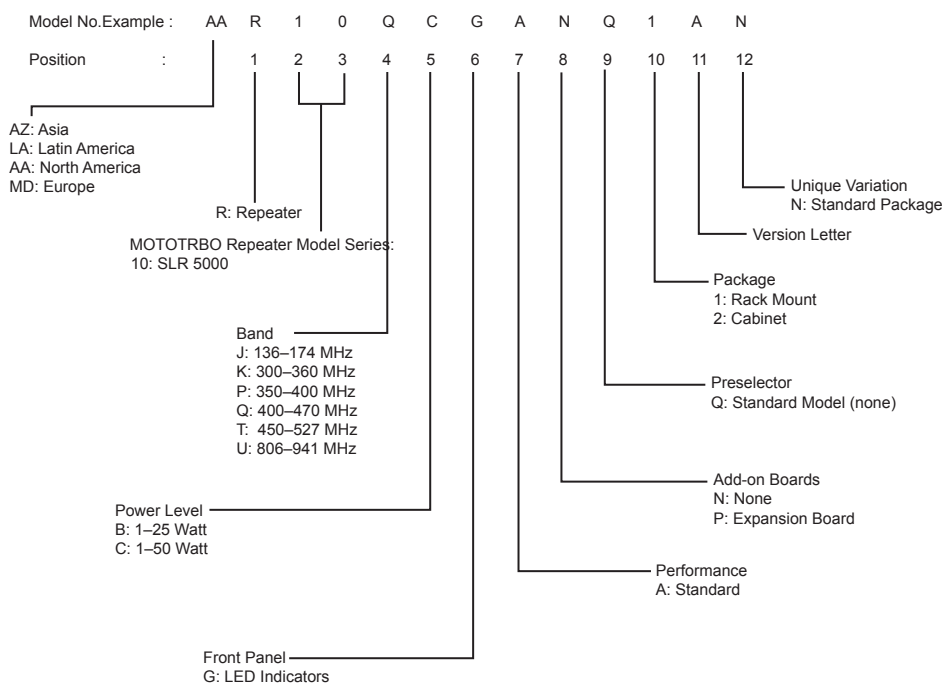 Model No.Example : AA R 1 0 Q C G A N Q 1 A N
Position : 1 2 3 4 5 6 7 8 9 10 11 12
AZ: Asia
LA: Latin America
AA: North America
MD: Europe
R: Repeater
MOTOTRBO Repeater Model Series:
10: SLR 5000
Band
J: 136–174 MHz
K: 300–360 MHz
P: 350–400 MHz
Q: 400–470 MHz
T: 450–527 MHz
U: 806–941 MHz
Power Level
B: 1–25 Watt
C: 1–50 Watt
Front Panel
G: LED Indicators
Unique Variation
N: Standard Package
Version Letter
Package
1: Rack Mount
2: Cabinet
Preselector
Q: Standard Model (none)
Add-on Boards
N: None
P: Expansion Board
Performance
A: Standard